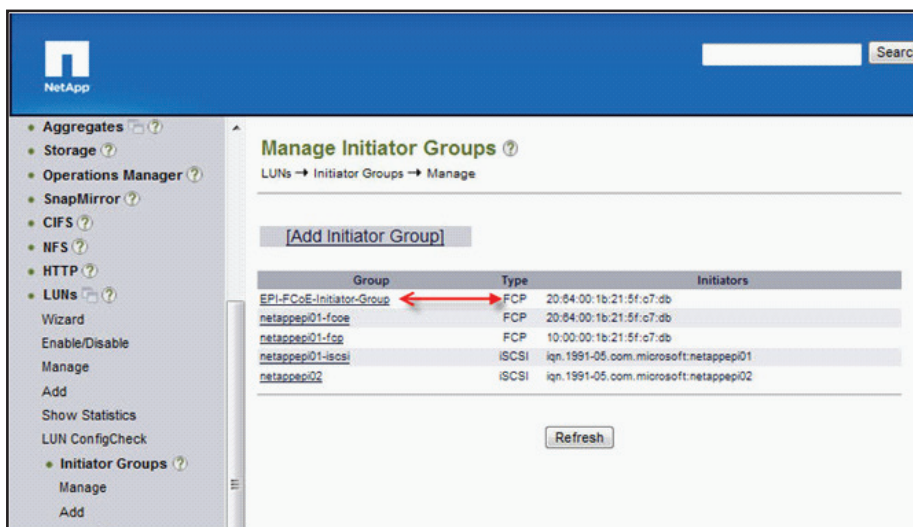 NetApp
Searc
Aggregates
Storage
Operations Manager
SnapMirror
CIFS
NFS
HTTP
LUNs
Wizard
Enable/Disable
Manage
Add
Show Statistics
LUN ConfigCheck
Initiator Groups
Manage
Add
Manage Initiator Groups
LUNs → Initiator Groups → Manage
[Add Initiator Group]
Group Type Initiators
EPI-FCoE-Initiator-Group FCP 20:64:00:1b:21:5f:c7:db
netappepi01-fcoe FCP 20:64:00:1b:21:5f:c7:db
netappepi01-fcp FCP 10:00:00:1b:21:5f:c7:db
netappepi01-iscsi iSCSI iqn.1991-05.com.microsoft:netappepi01
netappepi02 iSCSI iqn.1991-05.com.microsoft:netappepi02
Refresh